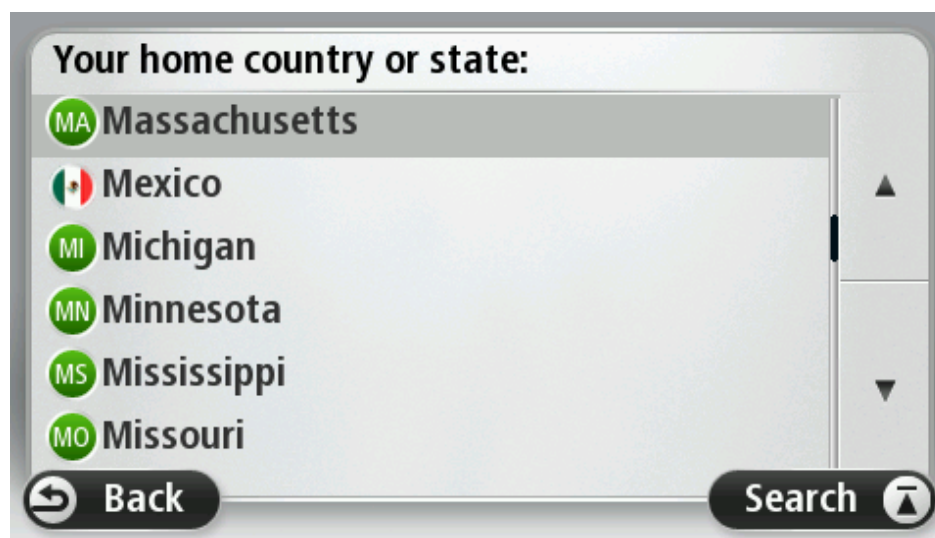 Your home country or state:
MA Massachusetts
Mexico
MI Michigan
MN Minnesota
MS Mississippi
MO Missouri
Back Search